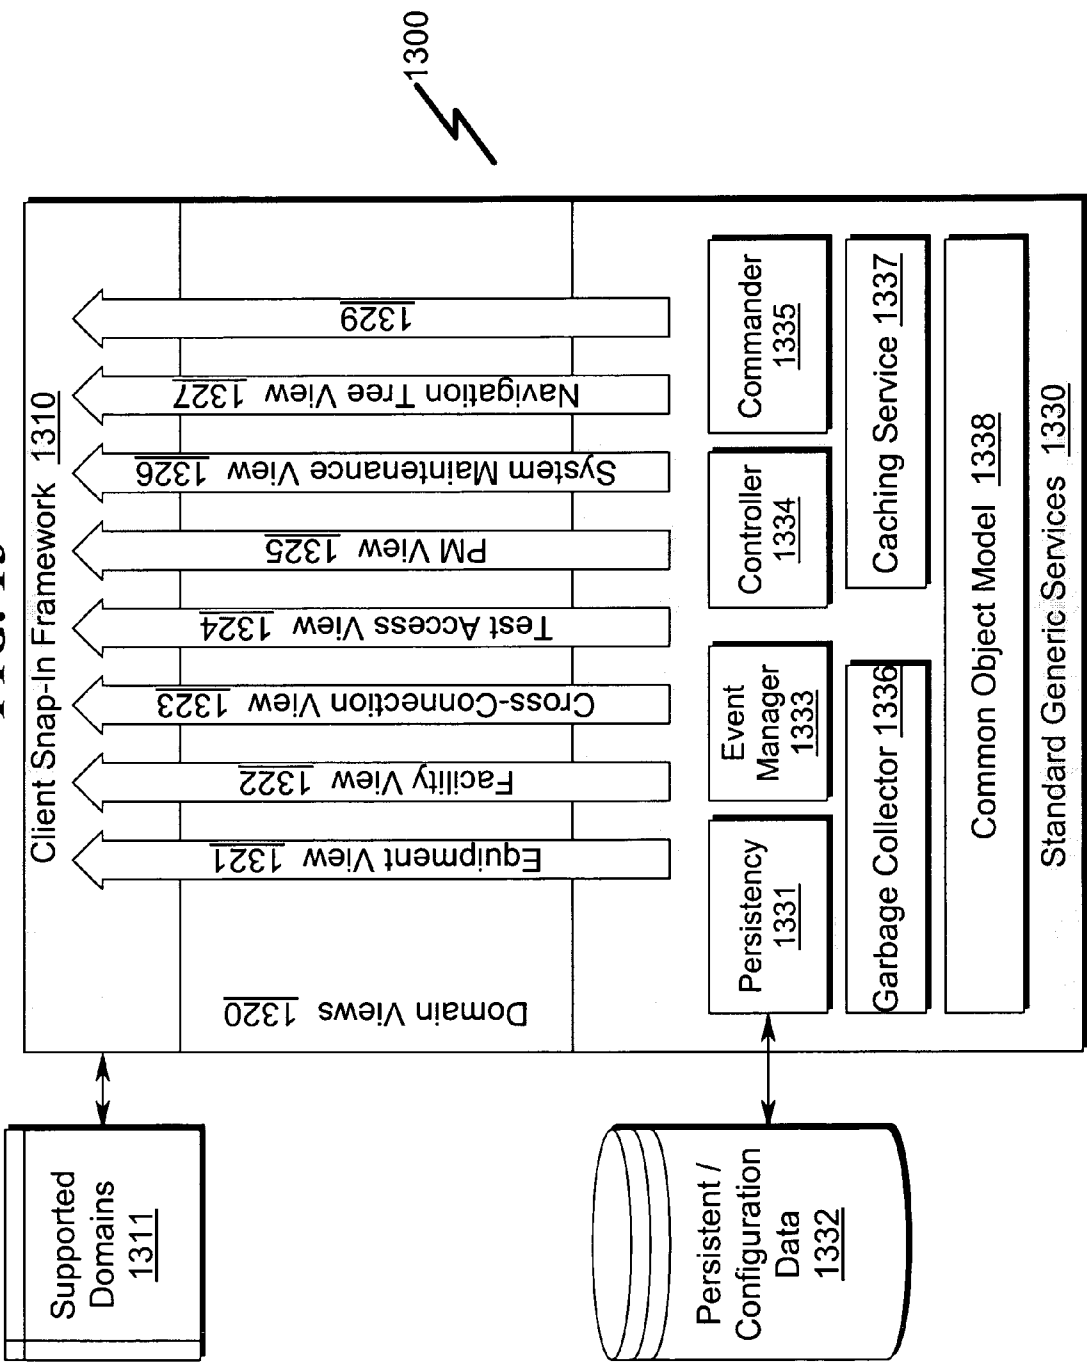 FIG. 13
1300
Client Snap-In Framework 1310
Supported
Domains
1311
Domain Views 1320
Equipment View 1321
Facility View 1322
Cross-Connection View 1323
Test Access View 1324
PM View 1325
System Maintenance View 1326
Navigation Tree View 1327
1329
Persistent /
Configuration
Data
1332
Persistency
1331
Event
Manager
1333
Controller
1334
Commander
1335
Garbage Collector 1336
Caching Service 1337
Common Object Model 1338
Standard Generic Services 1330